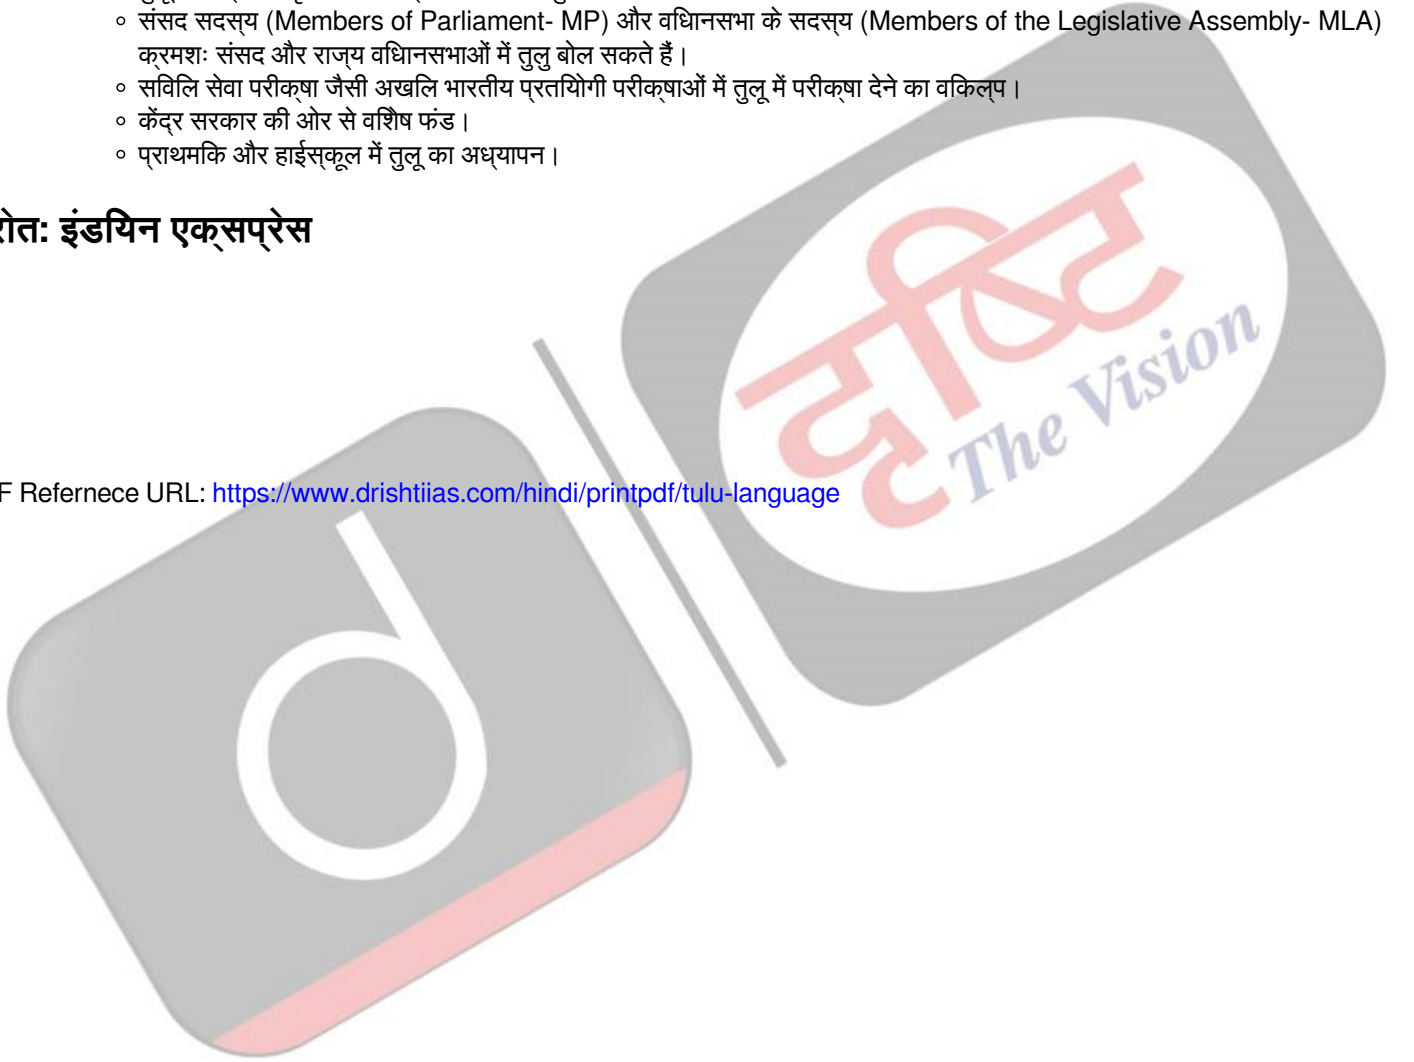 संसद सदस्य (Members of Parliament- MP) और विधानसभा के सदस्य (Members of the Legislative Assembly- MLA)
क्रमशः संसद और राज्य विधानसभाओं में तुलु बोल सकते हैं।
सिविल सेवा परीक्षा जैसी अखिल भारतीय प्रतियोगी परीक्षाओं में तुलू में परीक्षा देने का विकल्प।
केंद्र सरकार की ओर से विशेष फंड।
प्राथमिक और हाईस्कूल में तुलू का अध्यापन।
रोत: इंडियन एक्सप्रेस
F Refernece URL: https://www.drishtiias.com/hindi/printpdf/tulu-language
दृष्टि
The Vision
d